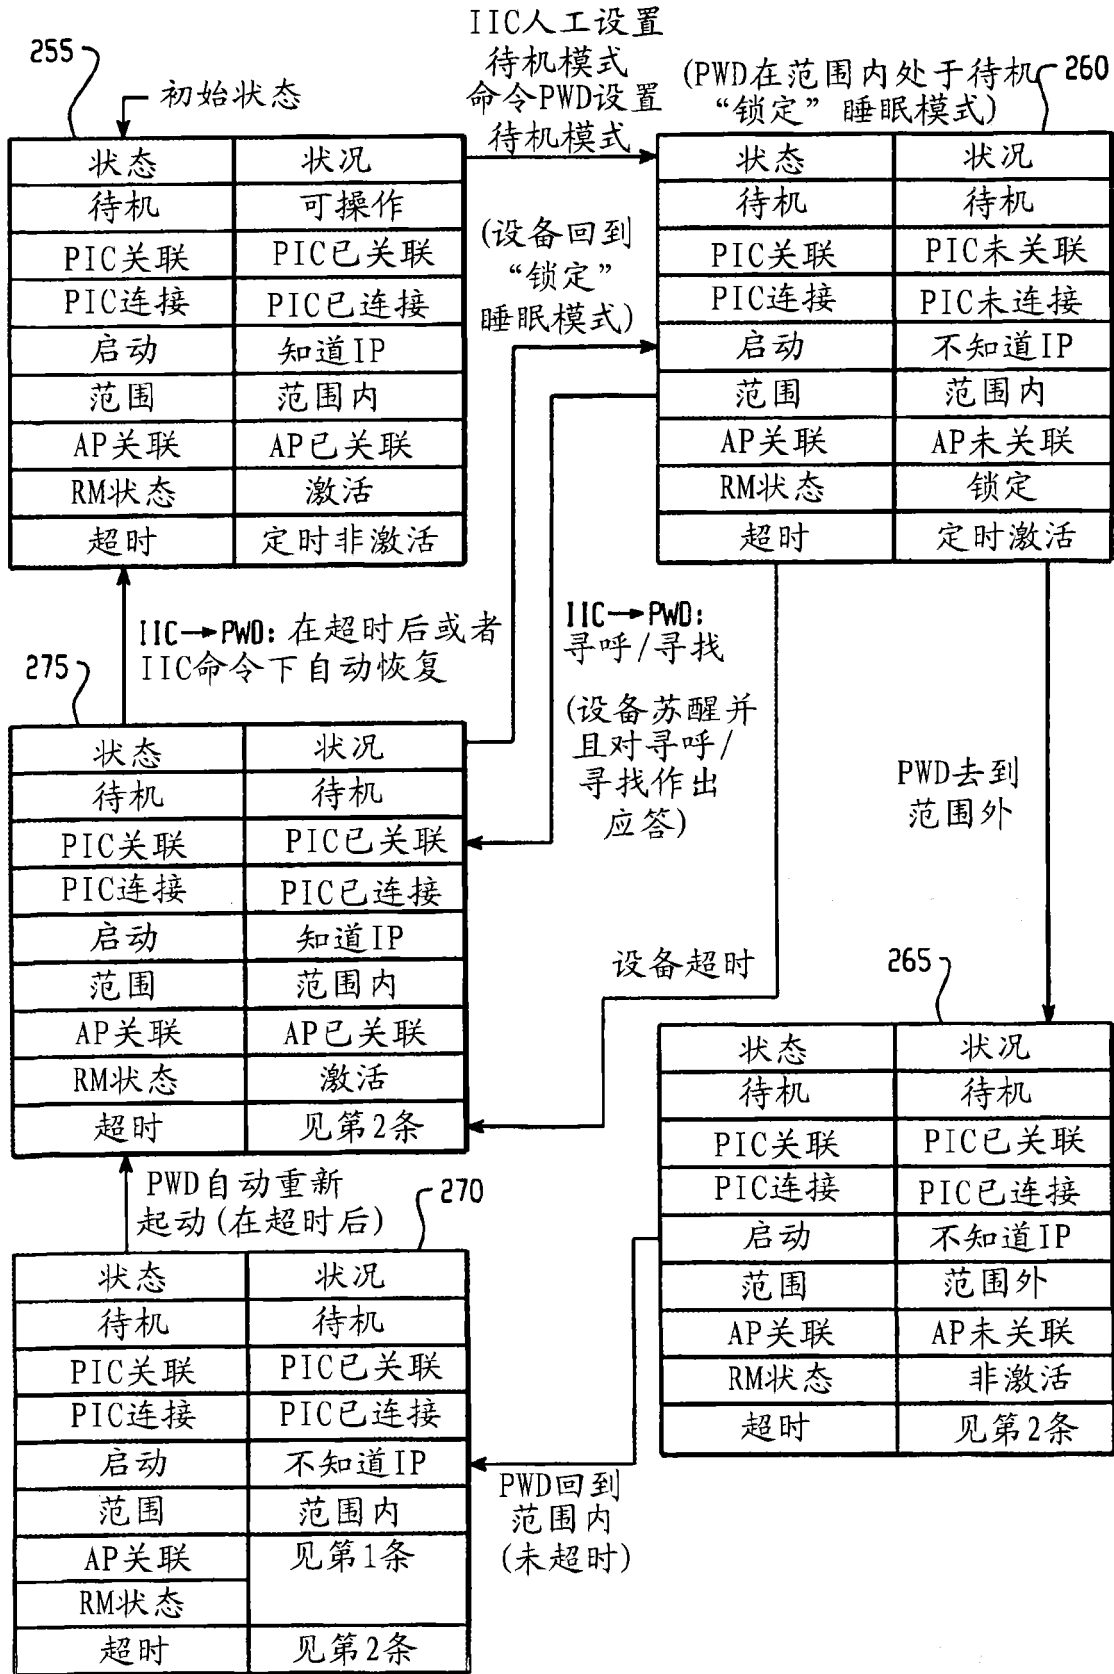 255
初始状态
状态 状况
待机 可操作
PIC关联 PIC已关联
PIC连接 PIC已连接
启动 知道IP
范围 范围内
AP关联 AP已关联
RM状态 激活
超时 定时非激活
IIC人工设置
待机模式
命令PWD设置
待机模式
(PWD在范围内处于待机
“锁定” 睡眠模式)
260
状态 状况
待机 待机
PIC关联 PIC未关联
PIC连接 PIC未连接
启动 不知道IP
范围 范围内
AP关联 AP未关联
RM状态 锁定
超时 定时激活
(设备回到
“锁定”
睡眠模式)
IIC→PWD: 在超时后或者
IIC命令下自动恢复
IIC→PWD:
寻呼/寻找
(设备苏醒并
且对寻呼/
寻找作出
应答)
PWD去到
范围外
设备超时
275
状态 状况
待机 待机
PIC关联 PIC已关联
PIC连接 PIC已连接
启动 知道IP
范围 范围内
AP关联 AP已关联
RM状态 激活
超时 见第2条
265
状态 状况
待机 待机
PIC关联 PIC已关联
PIC连接 PIC已连接
启动 不知道IP
范围 范围外
AP关联 AP未关联
RM状态 非激活
超时 见第2条
PWD自动重新
起动(在超时后)
270
状态 状况
待机 待机
PIC关联 PIC已关联
PIC连接 PIC已连接
启动 不知道IP
范围 范围内
AP关联 见第1条
RM状态
超时 见第2条
PWD回到
范围内
(未超时)